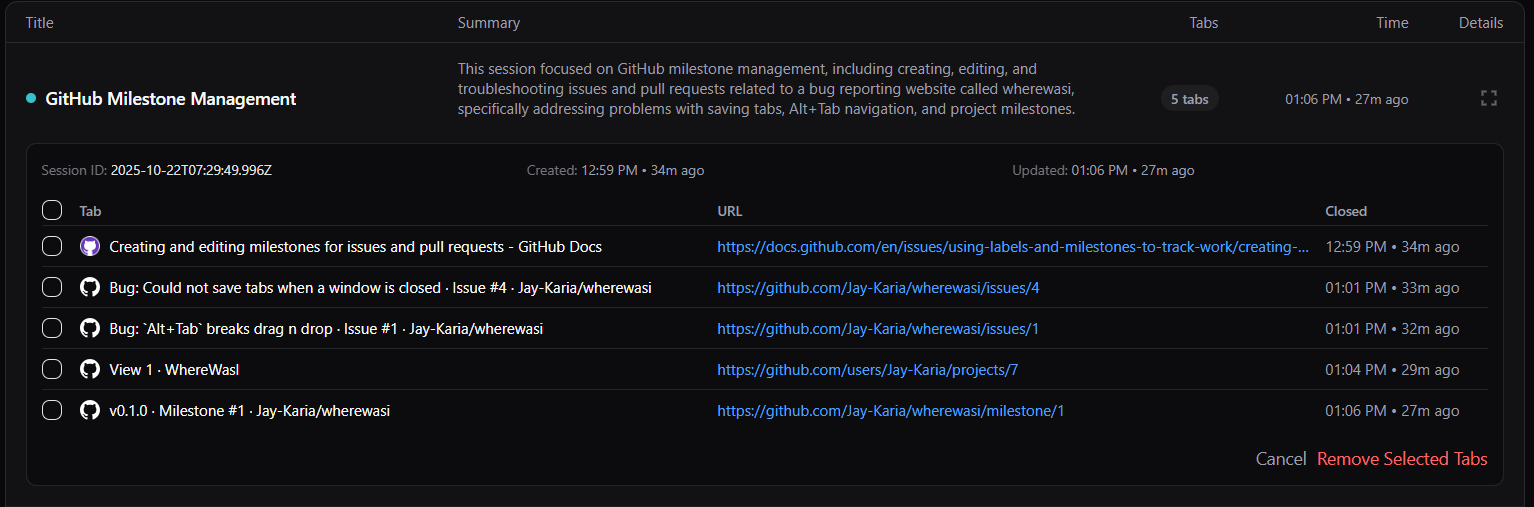 Title Summary Tabs Time Details
This session focused on GitHub milestone management, including creating, editing, and
troubleshooting issues and pull requests related to a bug reporting website called wherewasi,
specifically addressing problems with saving tabs, Alt+Tab navigation, and project milestones.
GitHub Milestone Management
5 tabs
01:06 PM • 27m ago
Session ID: 2025-10-22T07:29:49.996Z Created: 12:59 PM • 34m ago Updated: 01:06 PM • 27m ago
Tab URL Closed
Creating and editing milestones for issues and pull requests - GitHub Docs https://docs.github.com/en/issues/using-labels-and-milestones-to-track-work/creating-... 12:59 PM • 34m ago
Bug: Could not save tabs when a window is closed · Issue #4 · Jay-Karia/wherewasi https://github.com/Jay-Karia/wherewasi/issues/4 01:01 PM • 33m ago
Bug: `Alt+Tab` breaks drag n drop · Issue #1 · Jay-Karia/wherewasi https://github.com/Jay-Karia/wherewasi/issues/1 01:01 PM • 32m ago
View 1 · WhereWasI https://github.com/users/Jay-Karia/projects/7 01:04 PM • 29m ago
v0.1.0 · Milestone #1 · Jay-Karia/wherewasi https://github.com/Jay-Karia/wherewasi/milestone/1 01:06 PM • 27m ago
Cancel Remove Selected Tabs